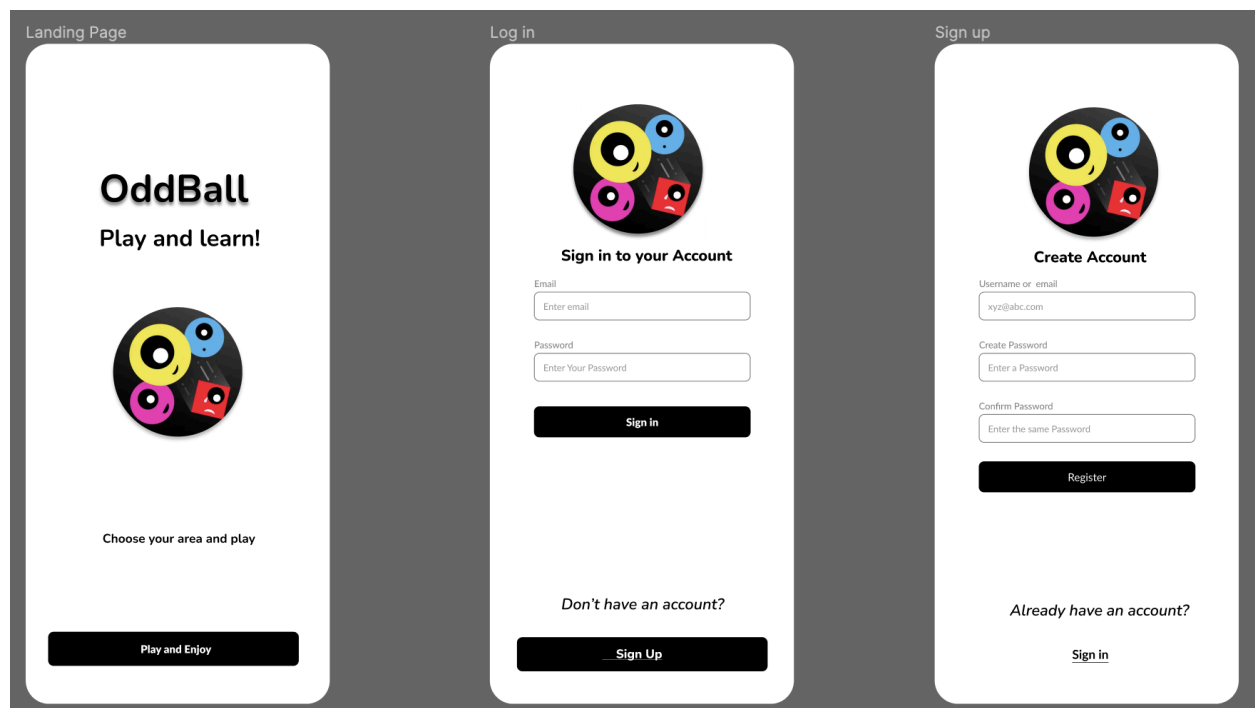 Landing Page
OddBall
Play and learn!
Choose your area and play
Play and Enjoy
Log in
Sign in to your Account
Email
Enter email
Password
Enter Your Password
Sign in
Don't have an account?
Sign Up
Sign up
Create Account
Username or email
xyz@abc.com
Create Password
Enter a Password
Confirm Password
Enter the same Password
Register
Already have an account?
Sign in